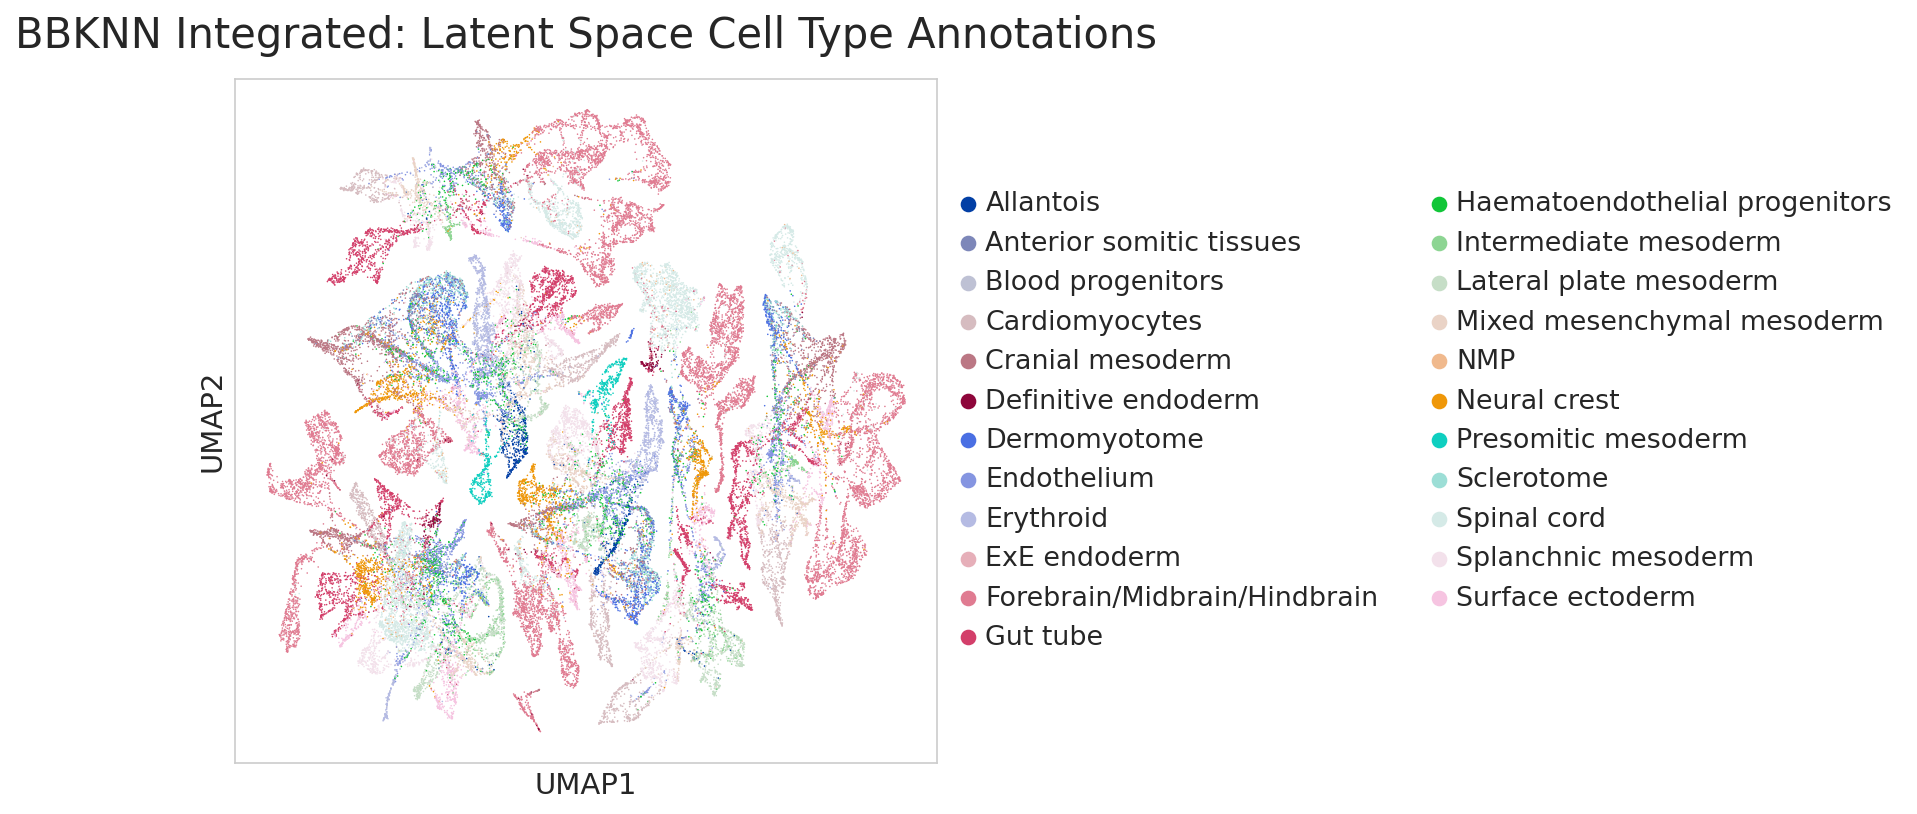 BBKNN Integrated: Latent Space Cell Type Annotations
UMAP2
UMAP1
Allantois
Anterior somitic tissues
Blood progenitors
Cardiomyocytes
Cranial mesoderm
Definitive endoderm
Dermomyotome
Endothelium
Erythroid
ExE endoderm
Forebrain/Midbrain/Hindbrain
Gut tube
Haematoendothelial progenitors
Intermediate mesoderm
Lateral plate mesoderm
Mixed mesenchymal mesoderm
NMP
Neural crest
Presomitic mesoderm
Sclerotome
Spinal cord
Splanchnic mesoderm
Surface ectoderm